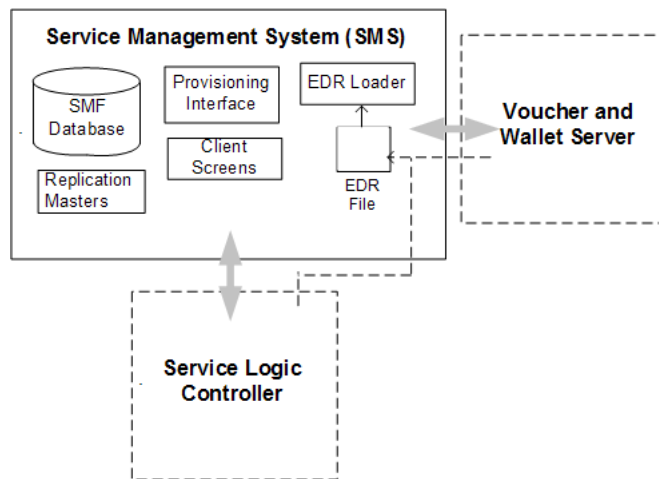 Service Management System (SMS)
SMF
Database
Provisioning
Interface
EDR Loader
Client
Screens
Replication
Masters
EDR
File
Voucher and
Wallet Server
Service Logic
Controller